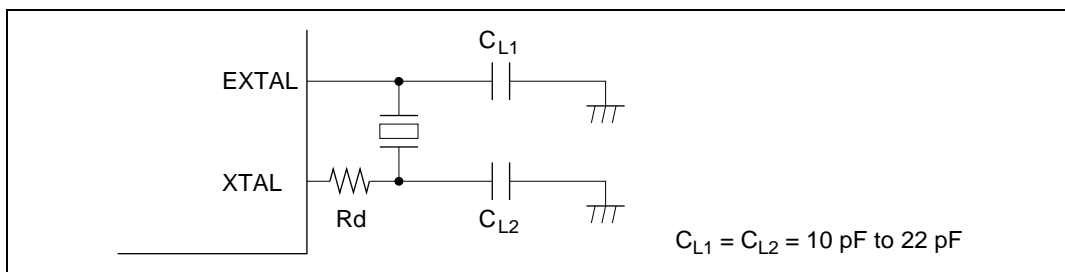 C_L1
EXTAL
XTAL
Rd
C_L2
C_L1 = C_L2 = 10 pF to 22 pF